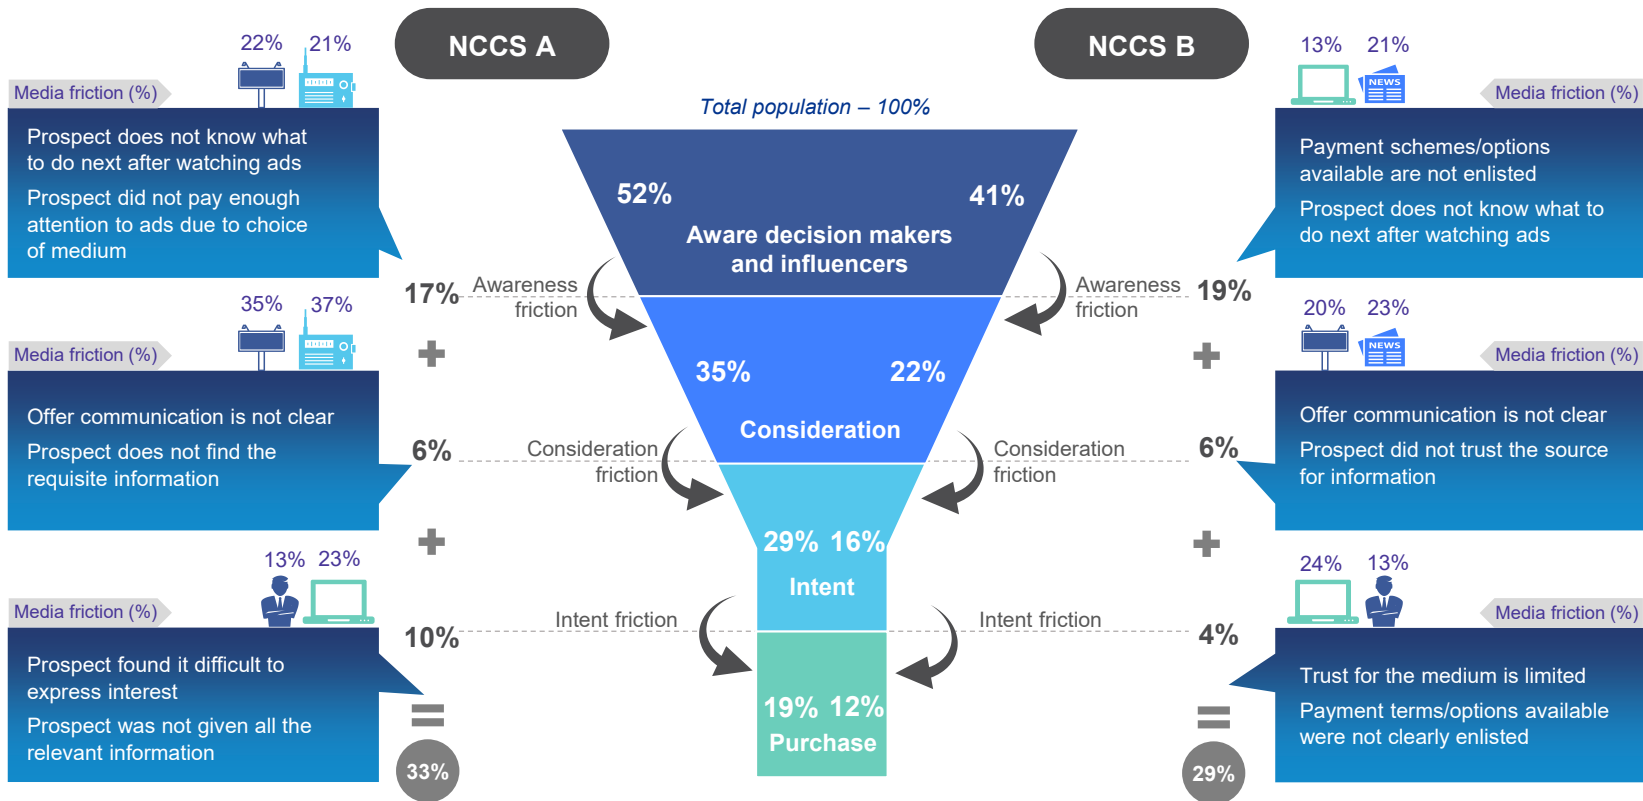 NCCS A
NCCS B
Total population – 100%
22% 21%
Media friction (%)
Prospect does not know what
to do next after watching ads
Prospect did not pay enough
attention to ads due to choice
of medium
35% 37%
Media friction (%)
Offer communication is not clear
Prospect does not find the
requisite information
13% 23%
Media friction (%)
Prospect found it difficult to
express interest
Prospect was not given all the
relevant information
17%
Awareness
friction
6%
Consideration
friction
10%
Intent friction
33%
52% 41%
Aware decision makers
and influencers
35% 22%
Consideration
29% 16%
Intent
19% 12%
Purchase
Awareness
friction
19%
Consideration
friction
6%
Intent friction
4%
29%
13% 21%
NEWS
Media friction (%)
Payment schemes/options
available are not enlisted
Prospect does not know what to
do next after watching ads
20% 23%
NEWS
Media friction (%)
Offer communication is not clear
Prospect did not trust the source
for information
24% 13%
Media friction (%)
Trust for the medium is limited
Payment terms/options available
were not clearly enlisted